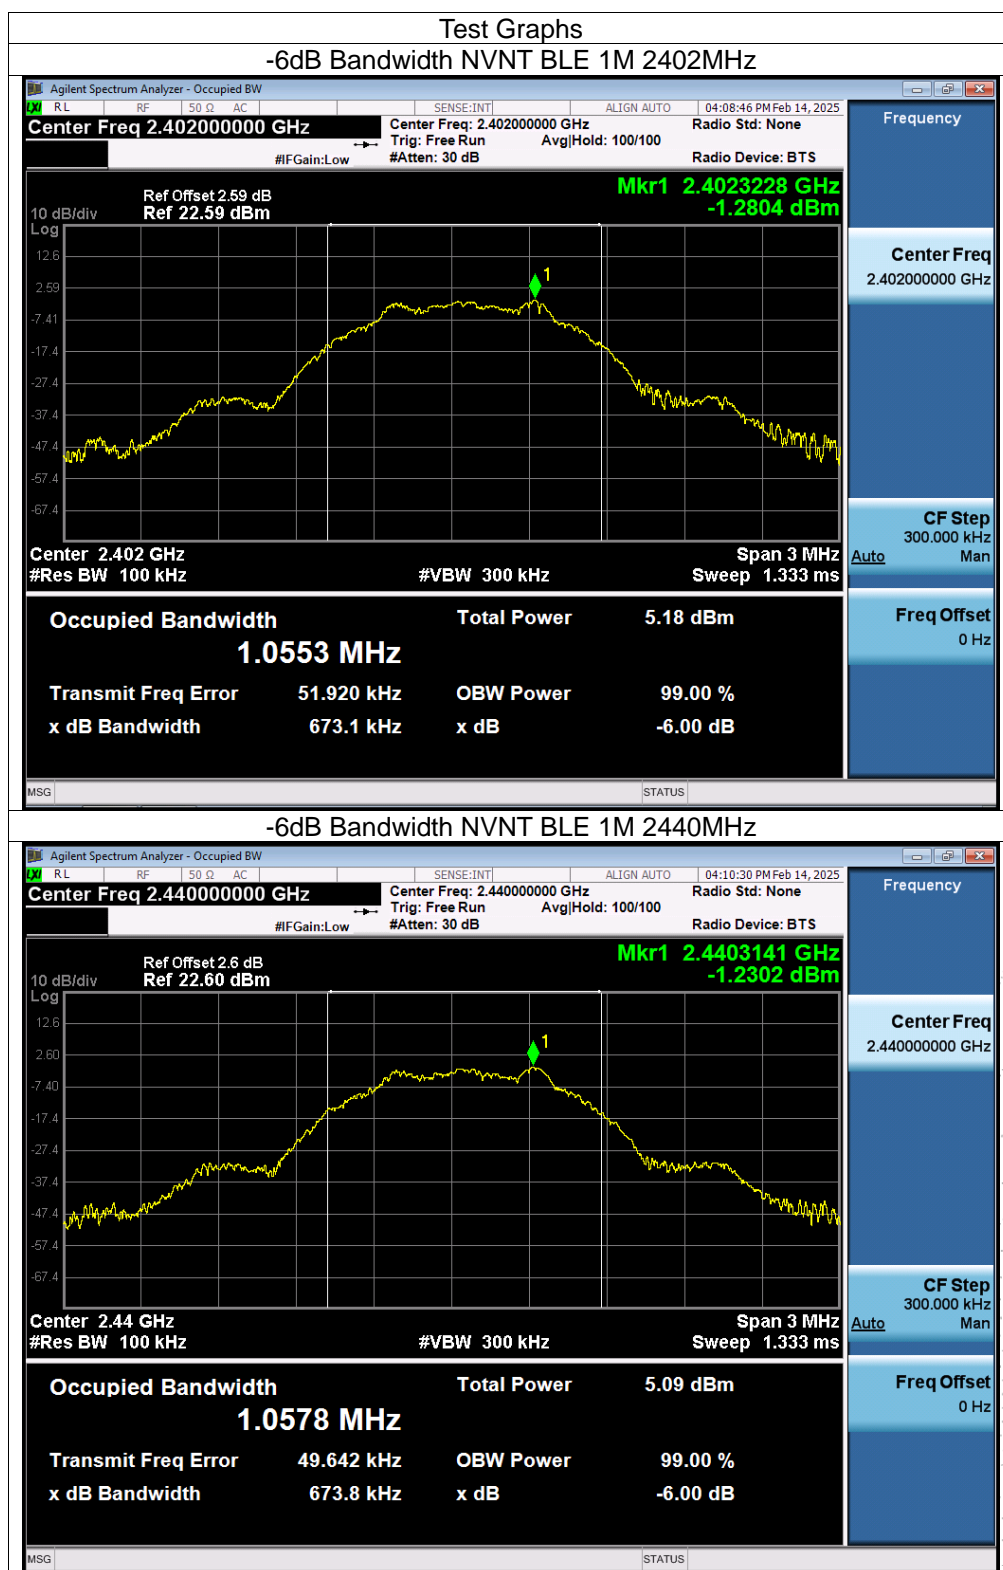 Test Graphs
-6dB Bandwidth NVNT BLE 1M 2402MHz
Agilent Spectrum Analyzer - Occupied BW
LXI RL RF 50 Ω AC SENSE:INT ALIGN AUTO 04:08:46 PM Feb 14, 2025
Center Freq 2.402000000 GHz Center Freq: 2.402000000 GHz Radio Std: None Frequency
Trig: Free Run Avg|Hold: 100/100
#IFGain:Low #Atten: 30 dB Radio Device: BTS
Mkr1 2.4023228 GHz
-1.2804 dBm
Ref Offset 2.59 dB
10 dB/div Ref 22.59 dBm
Log
12.6
2.59
-7.41
-17.4
-27.4
-37.4
-47.4
-57.4
-67.4
1
Center Freq
2.402000000 GHz
CF Step
300.000 kHz
Auto Man
Freq Offset
0 Hz
Center 2.402 GHz Span 3 MHz
#Res BW 100 kHz #VBW 300 kHz Sweep 1.333 ms
Occupied Bandwidth Total Power 5.18 dBm
1.0553 MHz
Transmit Freq Error 51.920 kHz OBW Power 99.00 %
x dB Bandwidth 673.1 kHz x dB -6.00 dB
MSG STATUS
-6dB Bandwidth NVNT BLE 1M 2440MHz
Agilent Spectrum Analyzer - Occupied BW
LXI RL RF 50 Ω AC SENSE:INT ALIGN AUTO 04:10:30 PM Feb 14, 2025
Center Freq 2.440000000 GHz Center Freq: 2.440000000 GHz Radio Std: None Frequency
Trig: Free Run Avg|Hold: 100/100
#IFGain:Low #Atten: 30 dB Radio Device: BTS
Mkr1 2.4403141 GHz
-1.2302 dBm
Ref Offset 2.6 dB
10 dB/div Ref 22.60 dBm
Log
12.6
2.60
-7.40
-17.4
-27.4
-37.4
-47.4
-57.4
-67.4
1
Center Freq
2.440000000 GHz
CF Step
300.000 kHz
Auto Man
Freq Offset
0 Hz
Center 2.44 GHz Span 3 MHz
#Res BW 100 kHz #VBW 300 kHz Sweep 1.333 ms
Occupied Bandwidth Total Power 5.09 dBm
1.0578 MHz
Transmit Freq Error 49.642 kHz OBW Power 99.00 %
x dB Bandwidth 673.8 kHz x dB -6.00 dB
MSG STATUS